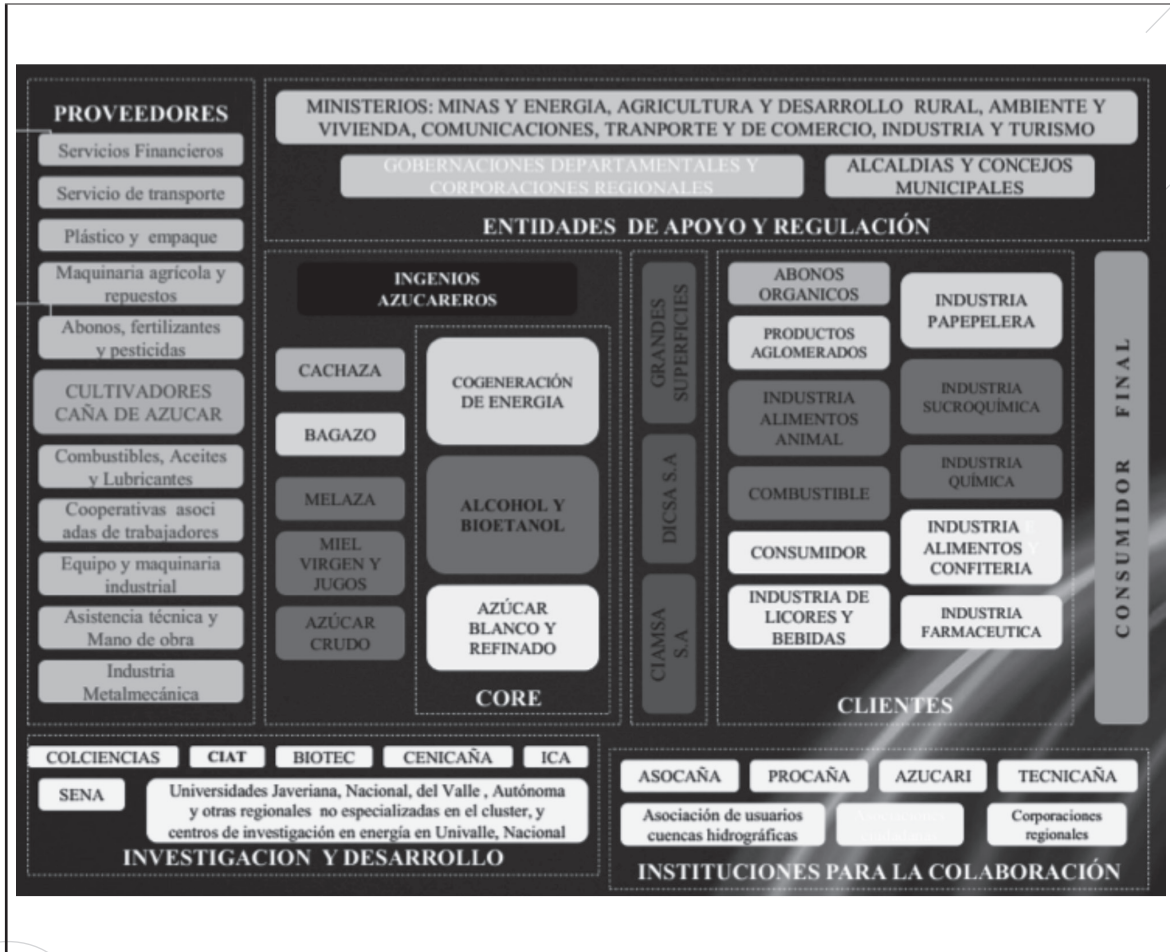 PROVEEDORES
Servicios Financieros
Servicio de transporte
Plástico y empaque
Maquinaria agrícola y
repuestos
Abonos, fertilizantes
y pesticidas
CULTIVADORES
CAÑA DE AZUCAR
Combustibles, Aceites
y Lubricantes
Cooperativas asoci
adas de trabajadores
Equipo y maquinaria
industrial
Asistencia técnica y
Mano de obra
Industria
Metalmecánica
MINISTERIOS: MINAS Y ENERGIA, AGRICULTURA Y DESARROLLO RURAL, AMBIENTE Y
VIVIENDA, COMUNICACIONES, TRANPORTE Y DE COMERCIO, INDUSTRIA Y TURISMO
GOBERNACIONES DEPARTAMENTALES Y
CORPORACIONES REGIONALES
ALCALDIAS Y CONCEJOS
MUNICIPALES
ENTIDADES DE APOYO Y REGULACIÓN
INGENIOS
AZUCAREROS
CACHAZA
BAGAZO
MELAZA
MIEL
VIRGEN Y
JUGOS
AZÚCAR
CRUDO
COGENERACIÓN
DE ENERGIA
ALCOHOL Y
BIOETANOL
AZÚCAR
BLANCO Y
REFINADO
CORE
GRANDES
SUPERFICIES
DICSA S.A
CIAMSA
S.A
ABONOS
ORGANICOS
PRODUCTOS
AGLOMERADOS
INDUSTRIA
ALIMENTOS
ANIMAL
COMBUSTIBLE
CONSUMIDOR
INDUSTRIA DE
LICORES Y
BEBIDAS
INDUSTRIA
PAPEPELERA
INDUSTRIA
SUCROQUÍMICA
INDUSTRIA
QUÍMICA
INDUSTRIA
ALIMENTOS
CONFITERIA
INDUSTRIA
FARMACEUTICA
CLIENTES
CONSUMIDOR FINAL
COLCIENCIAS
CIAT
BIOTEC
CENICAÑA
ICA
SENA
Universidades Javeriana, Nacional, del Valle , Autónoma
y otras regionales no especializadas en el cluster, y
centros de investigación en energía en Univalle, Nacional
INVESTIGACION Y DESARROLLO
ASOCAÑA
PROCAÑA
AZUCARI
TECNICAÑA
Asociación de usuarios
cuencas hidrográficas
Corporaciones
regionales
INSTITUCIONES PARA LA COLABORACIÓN